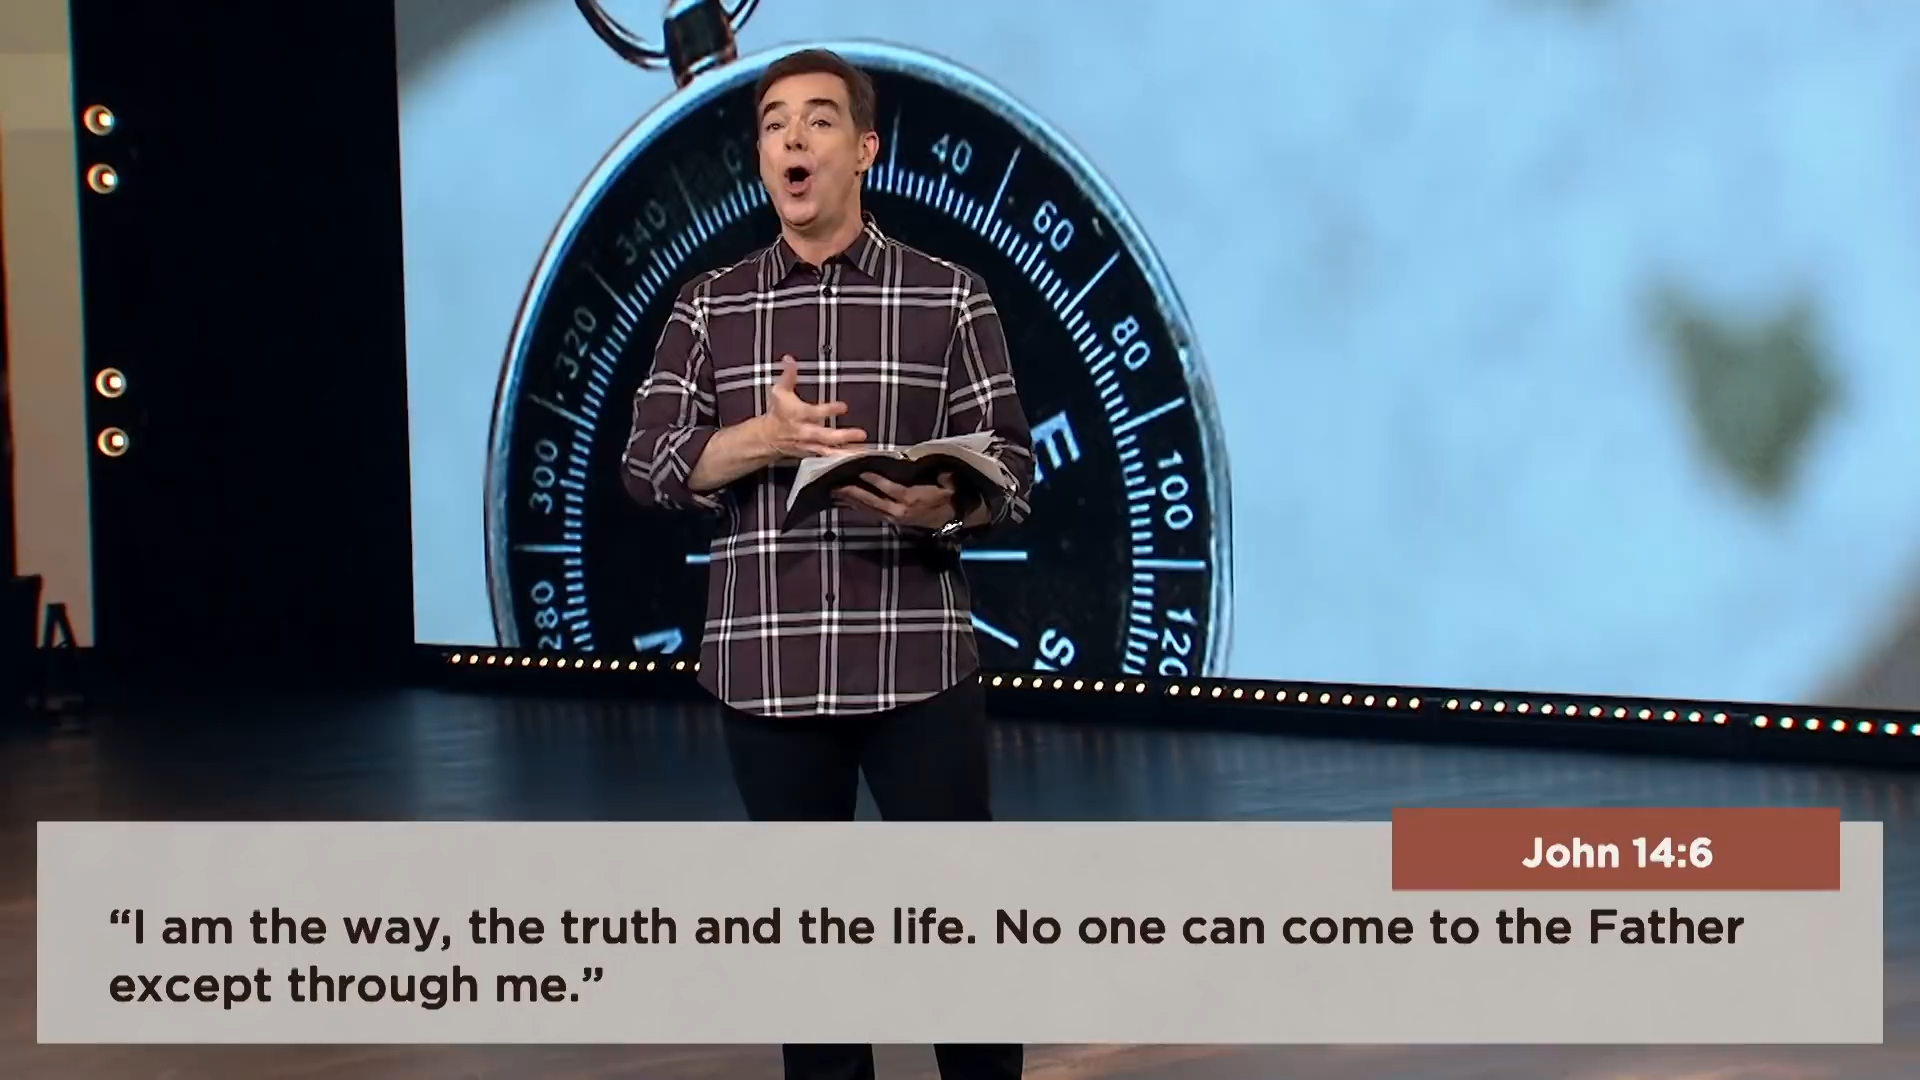 40
60
340
80
320
E
100
300
280
120
John 14:6
“I am the way, the truth and the life. No one can come to the Father
except through me.”